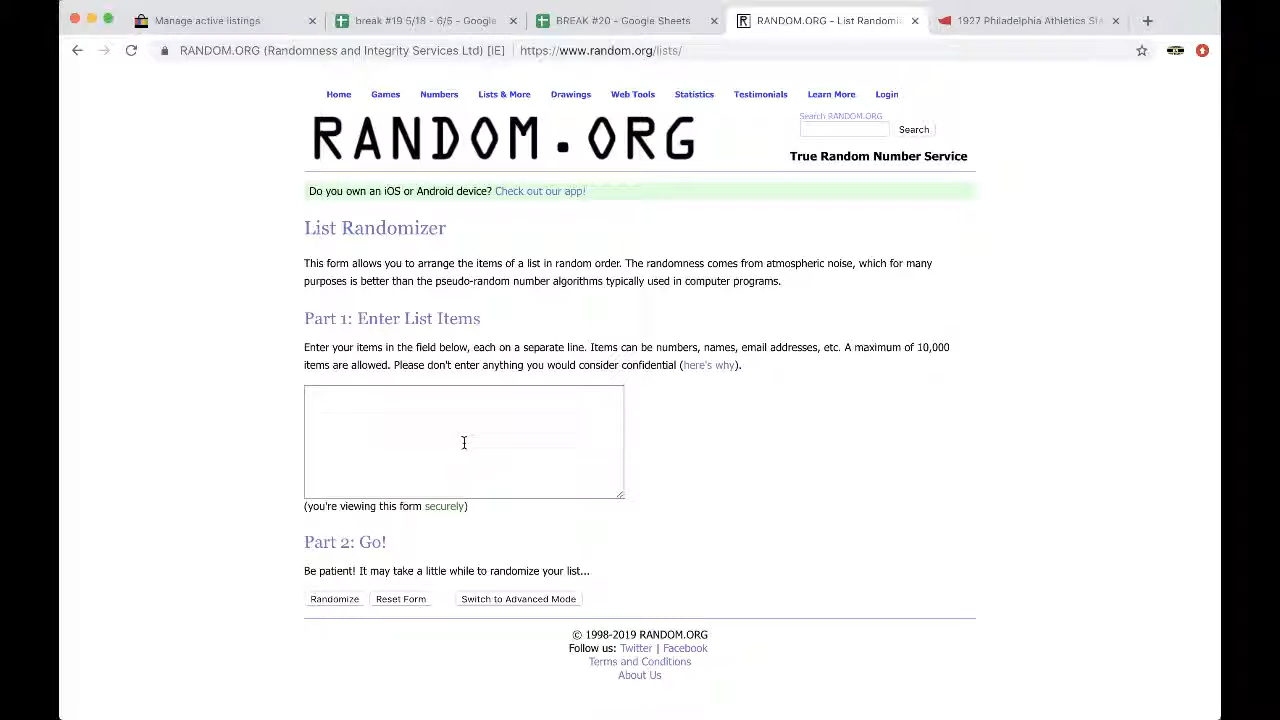 Manage active listings
break #19 5/18 - 6/5 - Google
BREAK #20 - Google Sheets
RANDOM.ORG - List Randomiz
1927 Philadelphia Athletics St
RANDOM.ORG (Randomness and Integrity Services Ltd) [IE] | https://www.random.org/lists/
Home Games Numbers Lists & More Drawings Web Tools Statistics Testimonials Learn More Login
RANDOM.ORG
Search RANDOM.ORG
Search
True Random Number Service
Do you own an iOS or Android device? Check out our app!
List Randomizer
This form allows you to arrange the items of a list in random order. The randomness comes from atmospheric noise, which for many
purposes is better than the pseudo-random number algorithms typically used in computer programs.
Part 1: Enter List Items
Enter your items in the field below, each on a separate line. Items can be numbers, names, email addresses, etc. A maximum of 10,000
items are allowed. Please don't enter anything you would consider confidential (here's why).
(you're viewing this form securely)
Part 2: Go!
Be patient! It may take a little while to randomize your list...
Randomize Reset Form Switch to Advanced Mode
© 1998-2019 RANDOM.ORG
Follow us: Twitter | Facebook
Terms and Conditions
About Us